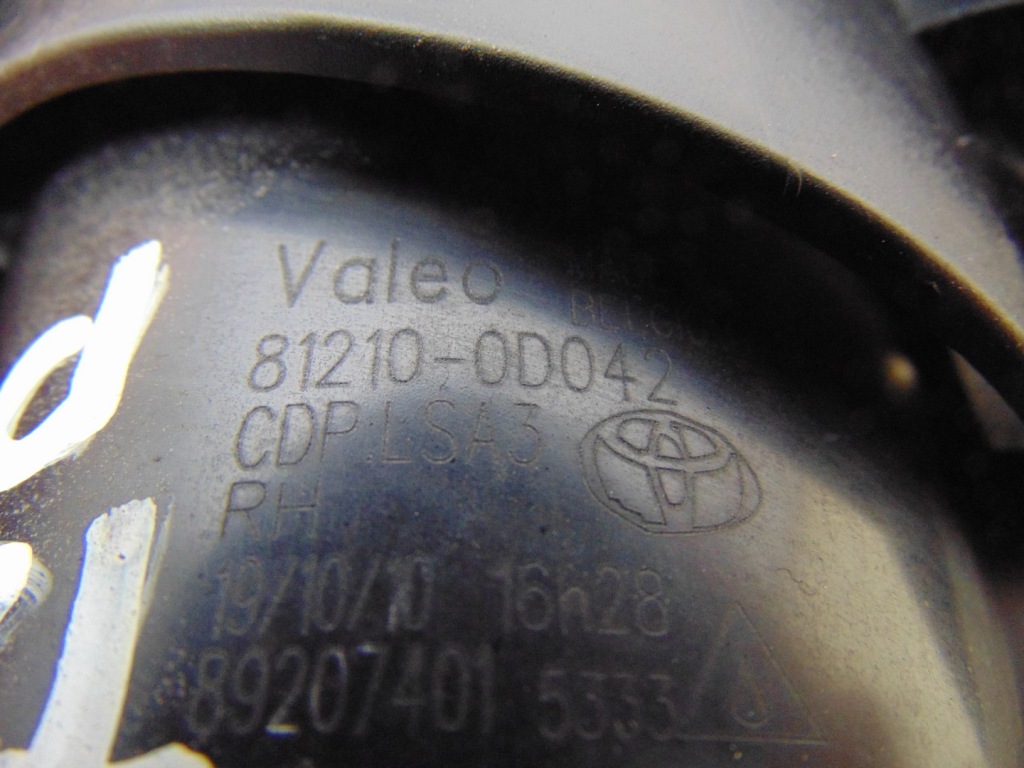 Valeo
81210-0D042
CDP.LSA3
RH
19/10/10 16h28
89207401 5333